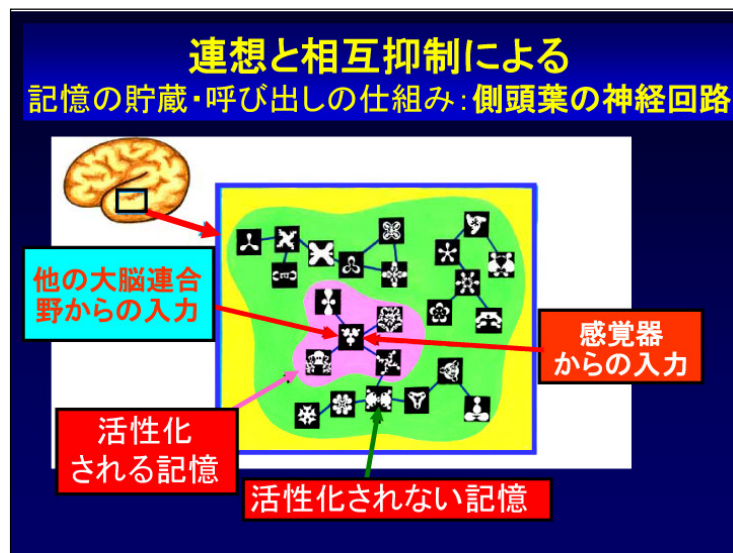 連想と相互抑制による
記憶の貯蔵・呼び出しの仕組み:側頭葉の神経回路
他の大脳連合
野からの入力
感覚器
からの入力
活性化
される記憶
活性化されない記憶